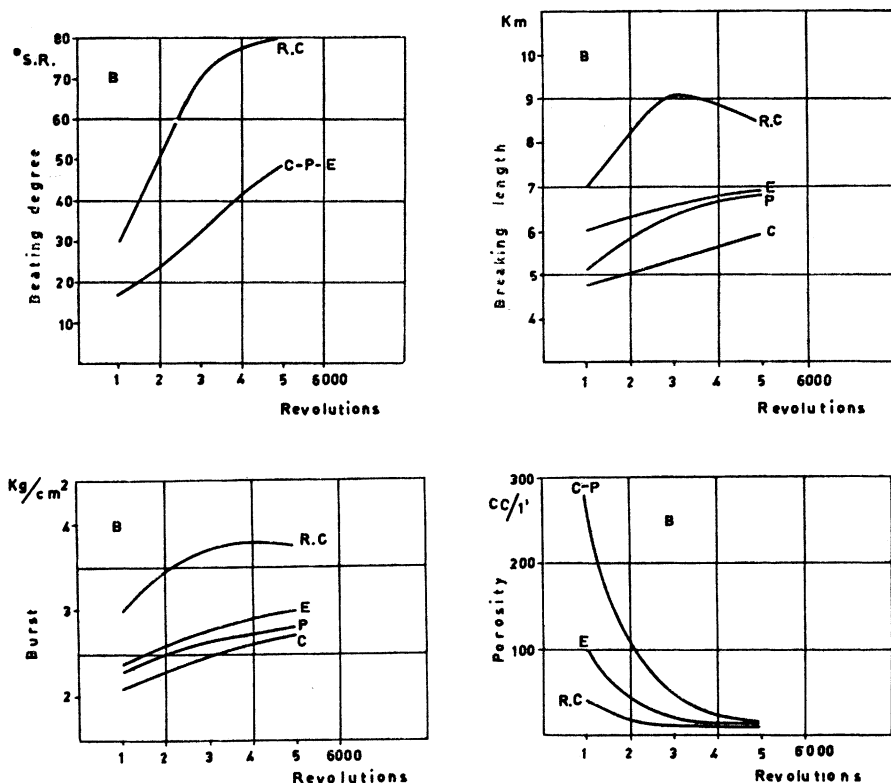 °S.R.
80
70
60
50
40
30
20
10
B
R.C
C-P-E
Beating degree
1 2 3 4 5 6000
Revolutions
Km
10
9
8
7
6
5
4
B
R.C
E
P
C
Breaking length
1 2 3 4 5 6000
Revolutions
Kg/cm²
4
3
2
B
R.C
E
P
C
Burst
1 2 3 4 5 6000
Revolutions
CC/1'
300
200
100
C-P
B
E
R.C
Porosity
1 2 3 4 5 6000
Revolutions